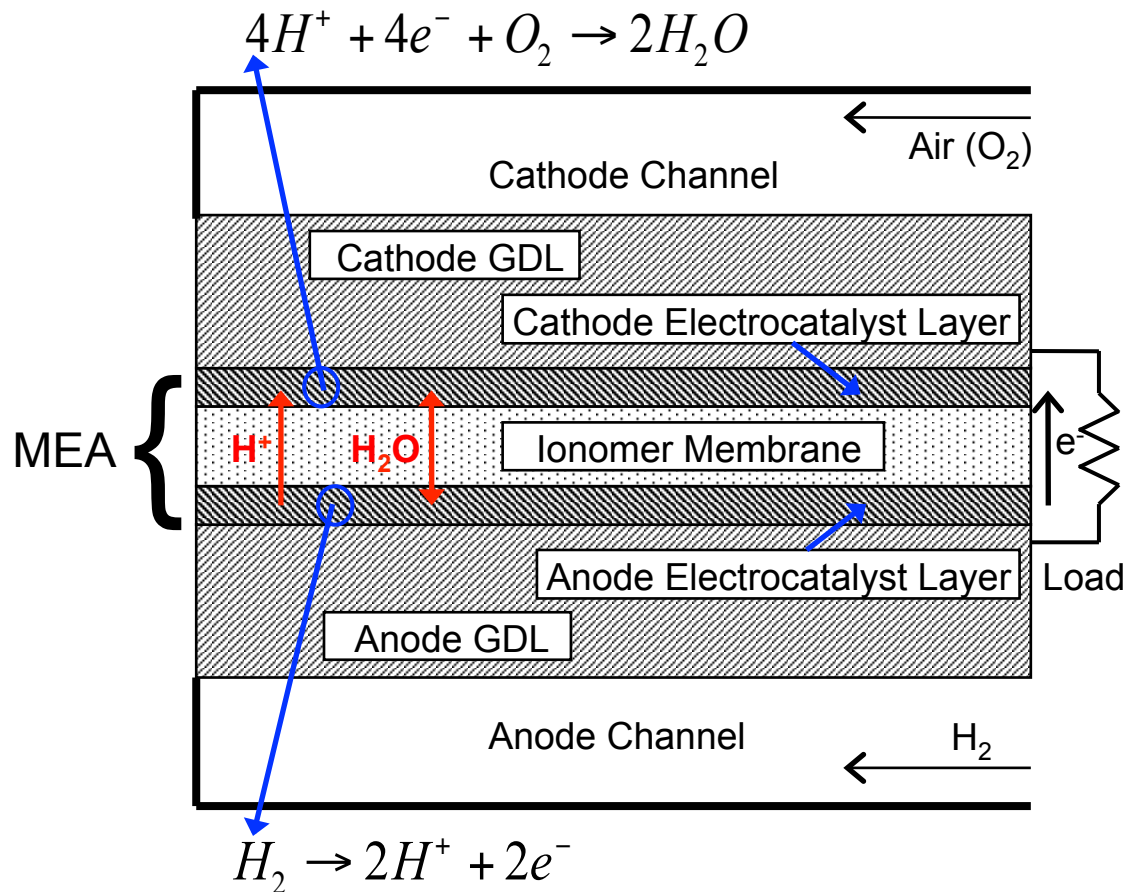 4H⁺ + 4e⁻ + O₂ → 2H₂O
Air (O₂)
Cathode Channel
Cathode GDL
Cathode Electrocatalyst Layer
MEA
H⁺
H₂O
Ionomer Membrane
e⁻
Anode Electrocatalyst Layer
Load
Anode GDL
Anode Channel
H₂
H₂ → 2H⁺ + 2e⁻